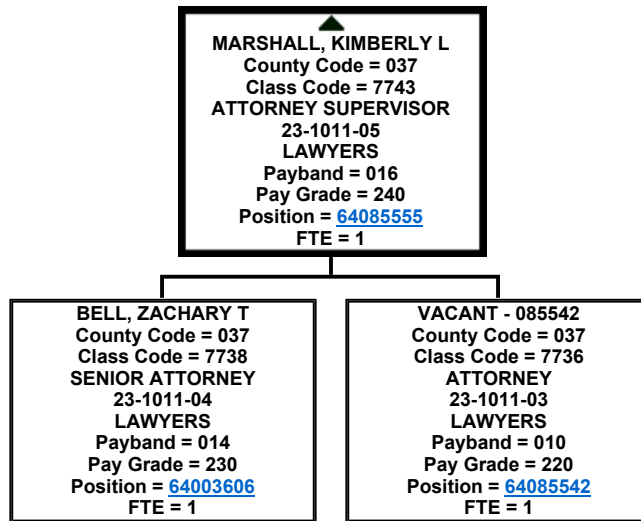 MARSHALL, KIMBERLY L
County Code = 037
Class Code = 7743
ATTORNEY SUPERVISOR
23-1011-05
LAWYERS
Payband = 016
Pay Grade = 240
Position = 64085555
FTE = 1
BELL, ZACHARY T
County Code = 037
Class Code = 7738
SENIOR ATTORNEY
23-1011-04
LAWYERS
Payband = 014
Pay Grade = 230
Position = 64003606
FTE = 1
VACANT - 085542
County Code = 037
Class Code = 7736
ATTORNEY
23-1011-03
LAWYERS
Payband = 010
Pay Grade = 220
Position = 64085542
FTE = 1